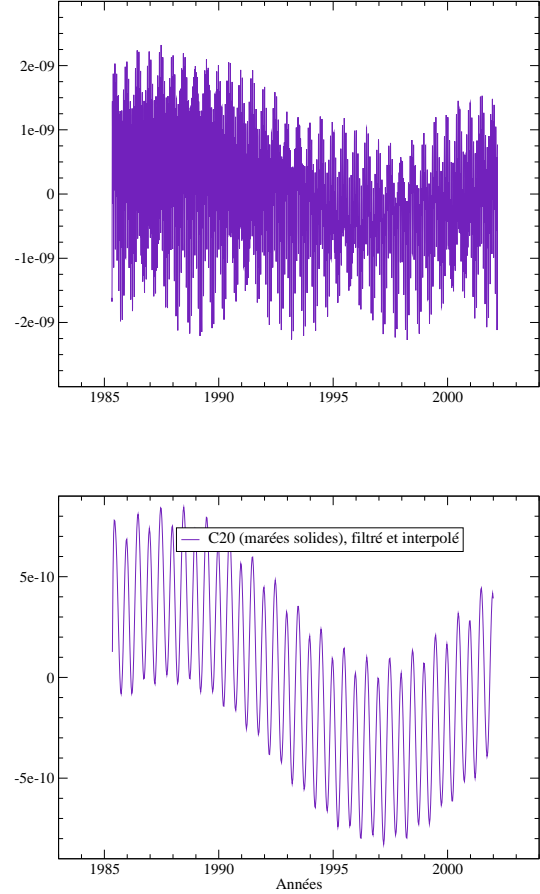 2e-09
1e-09
0
-1e-09
-2e-09
1985 1990 1995 2000
C20 (marées solides), filtré et interpolé
5e-10
0
-5e-10
1985 1990 1995 2000
Années